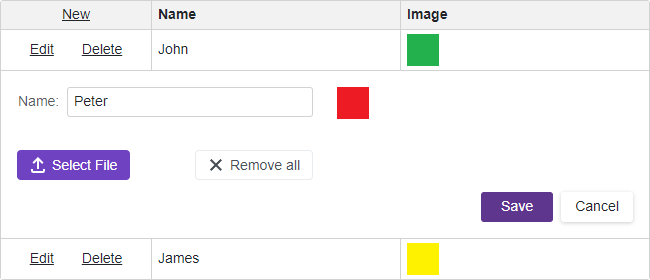 New Name Image
Edit Delete John
Name: Peter
Select File Remove all
Save Cancel
Edit Delete James